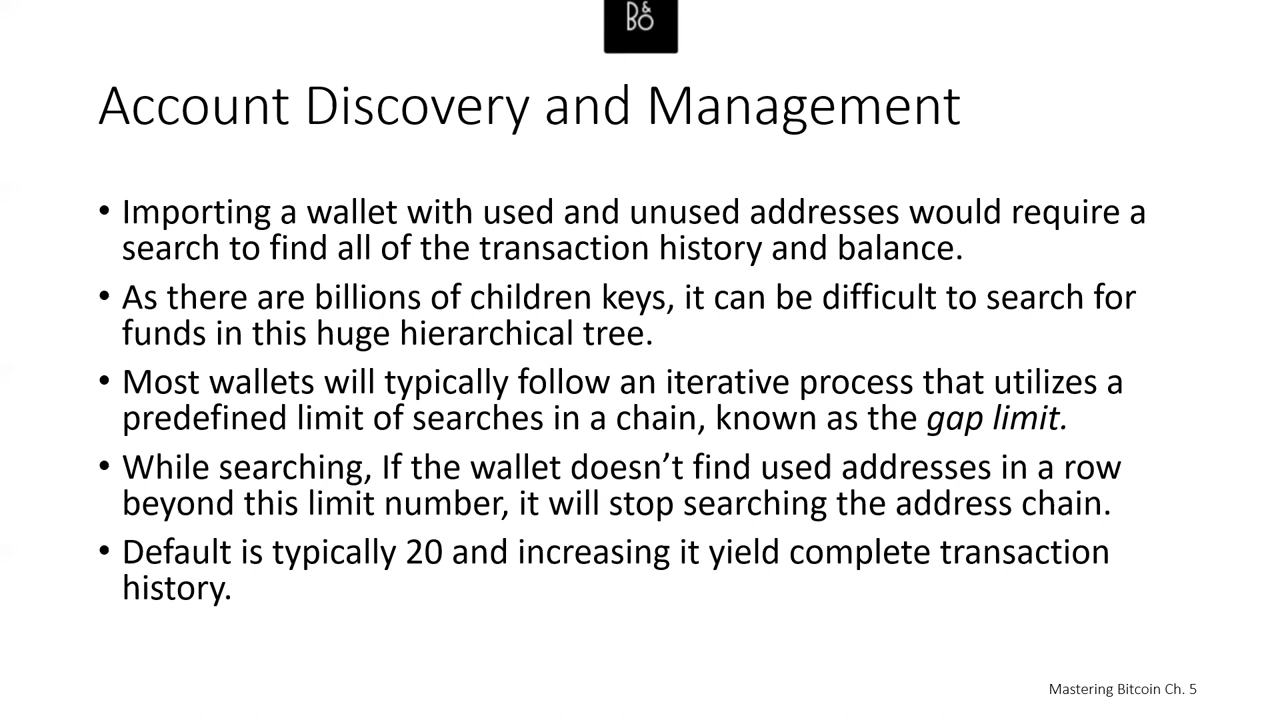 B&O
Account Discovery and Management
• Importing a wallet with used and unused addresses would require a
search to find all of the transaction history and balance.
• As there are billions of children keys, it can be difficult to search for
funds in this huge hierarchical tree.
• Most wallets will typically follow an iterative process that utilizes a
predefined limit of searches in a chain, known as the gap limit.
• While searching, If the wallet doesn’t find used addresses in a row
beyond this limit number, it will stop searching the address chain.
• Default is typically 20 and increasing it yield complete transaction
history.
Mastering Bitcoin Ch. 5